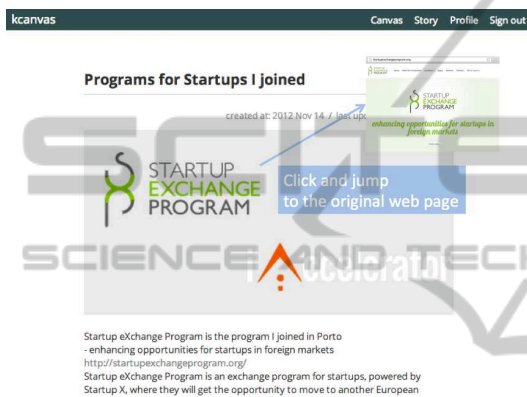 kcanvas
Canvas Story Profile Sign out
Programs for Startups I joined
created at: 2012 Nov 14 / last
STARTUP
EXCHANGE
PROGRAM
enhancing opportunities for startups in
foreign markets
STARTUP
EXCHANGE
PROGRAM
Click and jump
to the original web page
SCIENCE AND TECH
Startup eXchange Program is the program I joined in Porto
- enhancing opportunities for startups in foreign markets
http://startupexchangeprogram.org/
Startup eXchange Program is an exchange program for startups, powered by
Startup X, where they will get the opportunity to move to another European